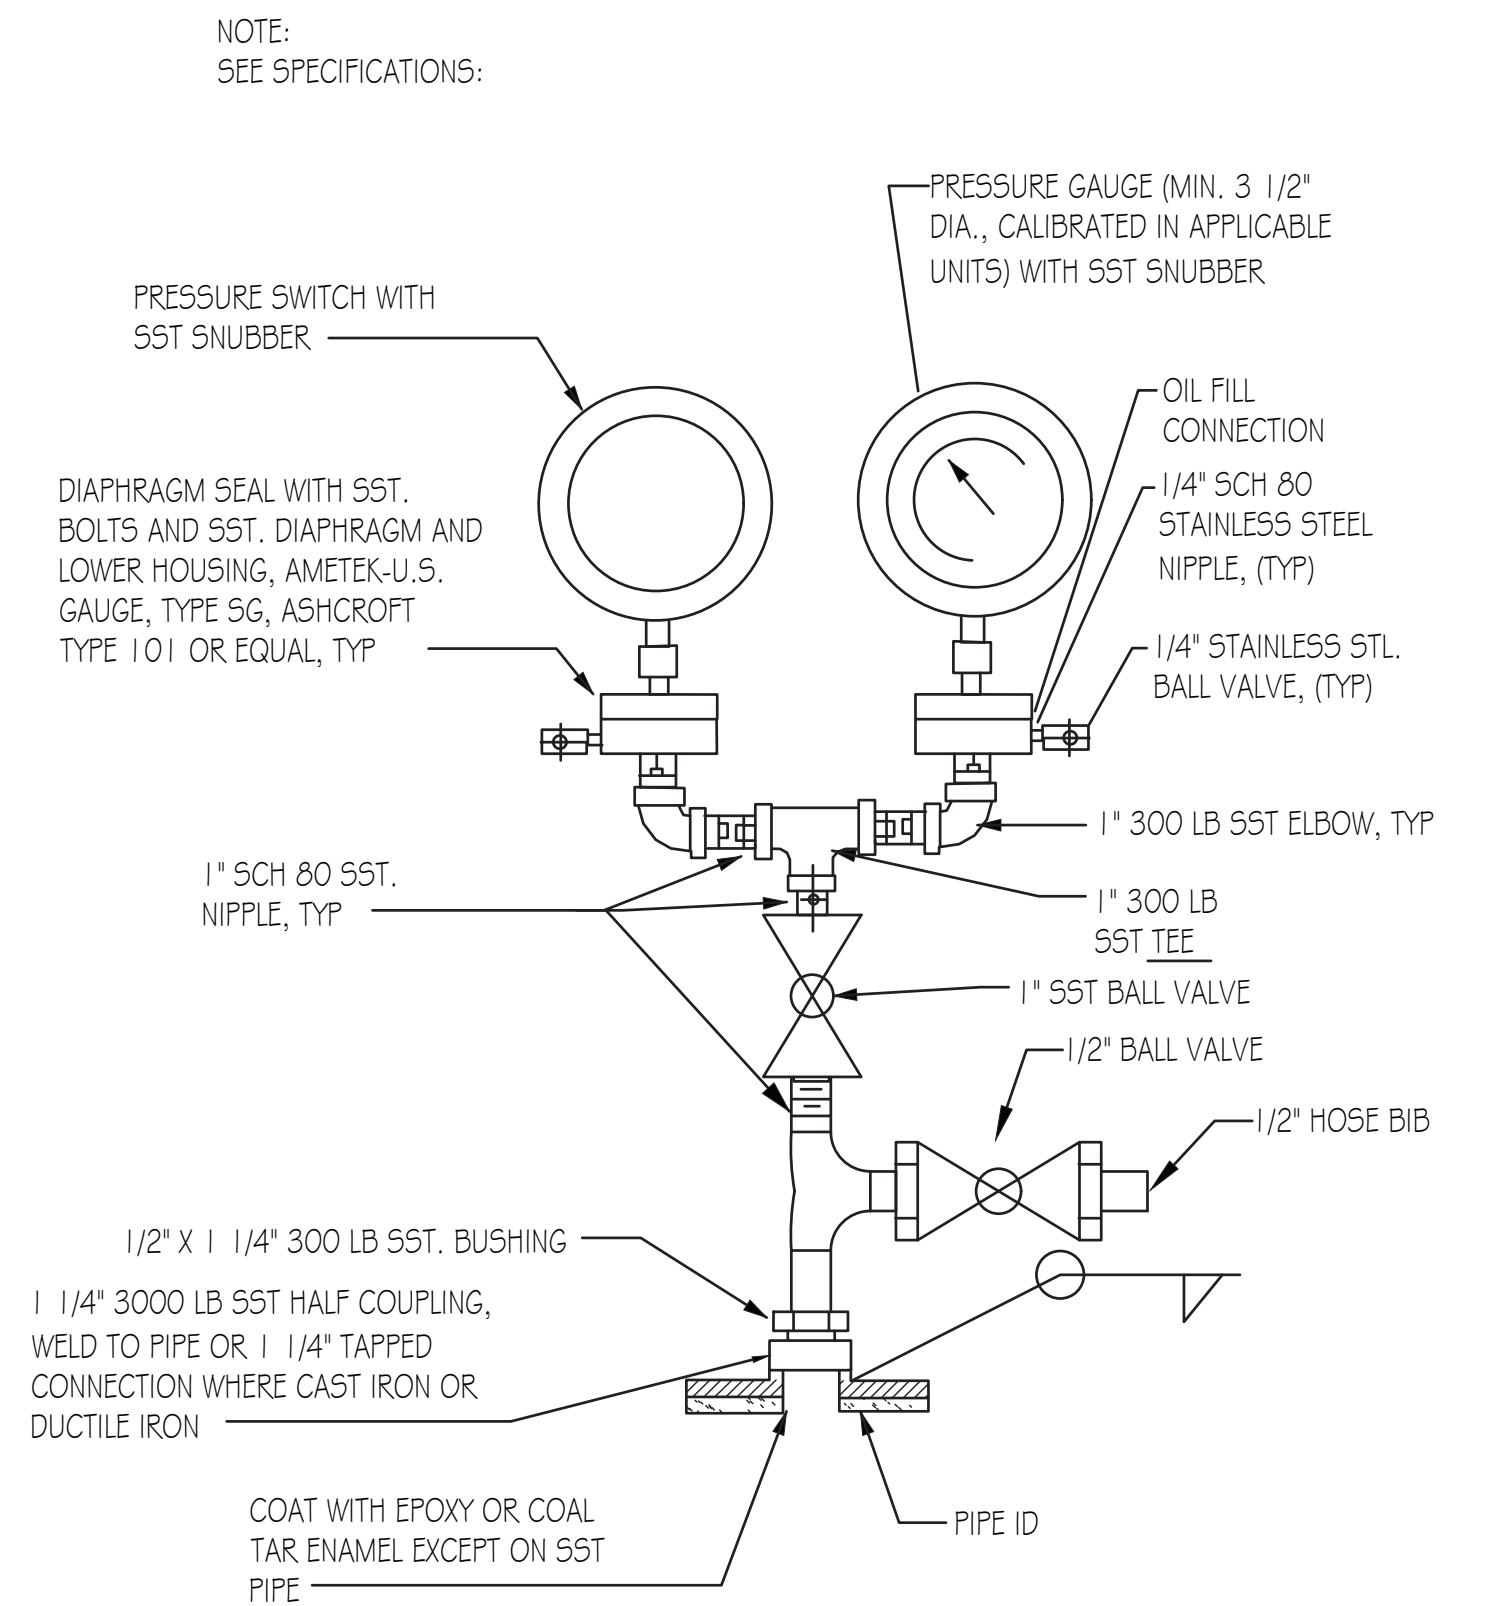 NOTE:
SEE SPECIFICATIONS:
PRESSURE GAUGE (MIN. 3 1/2"
DIA., CALIBRATED IN APPLICABLE
UNITS) WITH SST SNUBBER
PRESSURE SWITCH WITH
SST SNUBBER
OIL FILL
CONNECTION
DIAPHRAGM SEAL WITH SST.
BOLTS AND SST. DIAPHRAGM AND
LOWER HOUSING, AMETEK-U.S.
GAUGE, TYPE SG, ASHCROFT
TYPE 101 OR EQUAL, TYP
1/4" SCH 80
STAINLESS STEEL
NIPPLE, (TYP)
1/4" STAINLESS STL.
BALL VALVE, (TYP)
1" 300 LB SST ELBOW, TYP
1" SCH 80 SST.
NIPPLE, TYP
1" 300 LB
SST TEE
1" SST BALL VALVE
1/2" BALL VALVE
1/2" HOSE BIB
1/2" X 1 1/4" 300 LB SST. BUSHING
1 1/4" 3000 LB SST HALF COUPLING,
WELD TO PIPE OR 1 1/4" TAPPED
CONNECTION WHERE CAST IRON OR
DUCTILE IRON
COAT WITH EPOXY OR COAL
TAR ENAMEL EXCEPT ON SST
PIPE
PIPE ID